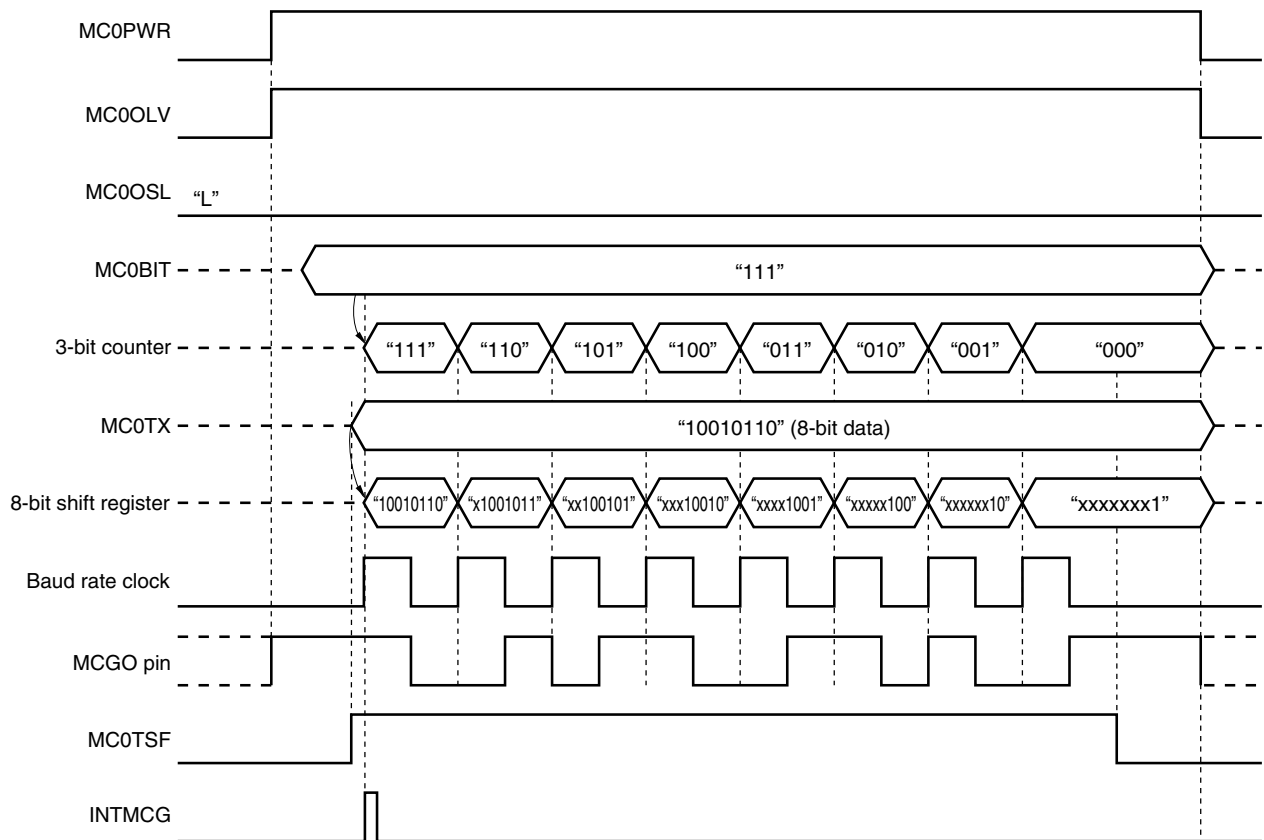 MC0PWR
MC0OLV
MC0OSL “L”
MC0BIT “111”
3-bit counter “111” “110” “101” “100” “011” “010” “001” “000”
MC0TX “10010110” (8-bit data)
8-bit shift register “10010110” “x1001011” “xx100101” “xxx10010” “xxxx1001” “xxxxx100” “xxxxxx10” “xxxxxxx1”
Baud rate clock
MCGO pin
MC0TSF
INTMCG